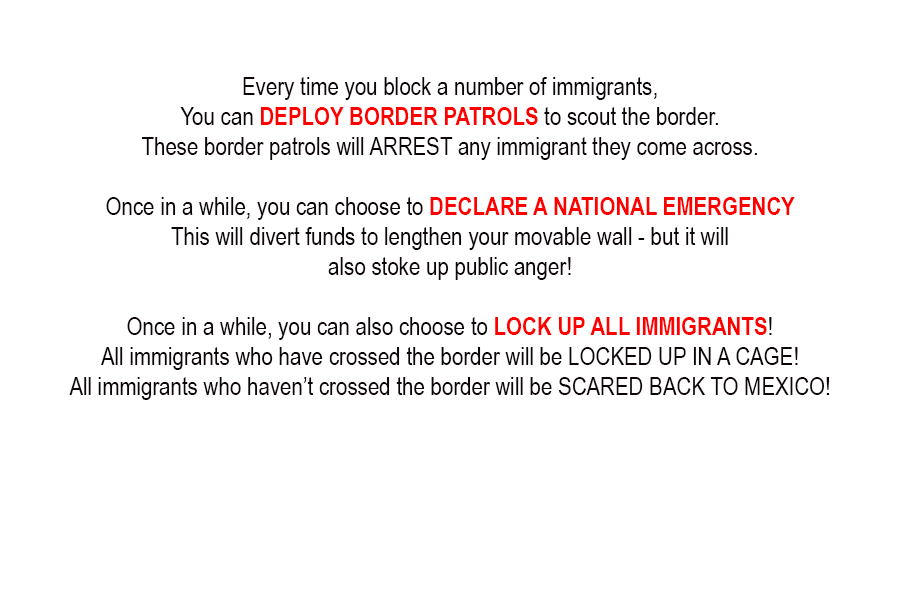 Every time you block a number of immigrants,
You can DEPLOY BORDER PATROLS to scout the border.
These border patrols will ARREST any immigrant they come across.
Once in a while, you can choose to DECLARE A NATIONAL EMERGENCY
This will divert funds to lengthen your movable wall - but it will
also stoke up public anger!
Once in a while, you can also choose to LOCK UP ALL IMMIGRANTS!
All immigrants who have crossed the border will be LOCKED UP IN A CAGE!
All immigrants who haven’t crossed the border will be SCARED BACK TO MEXICO!